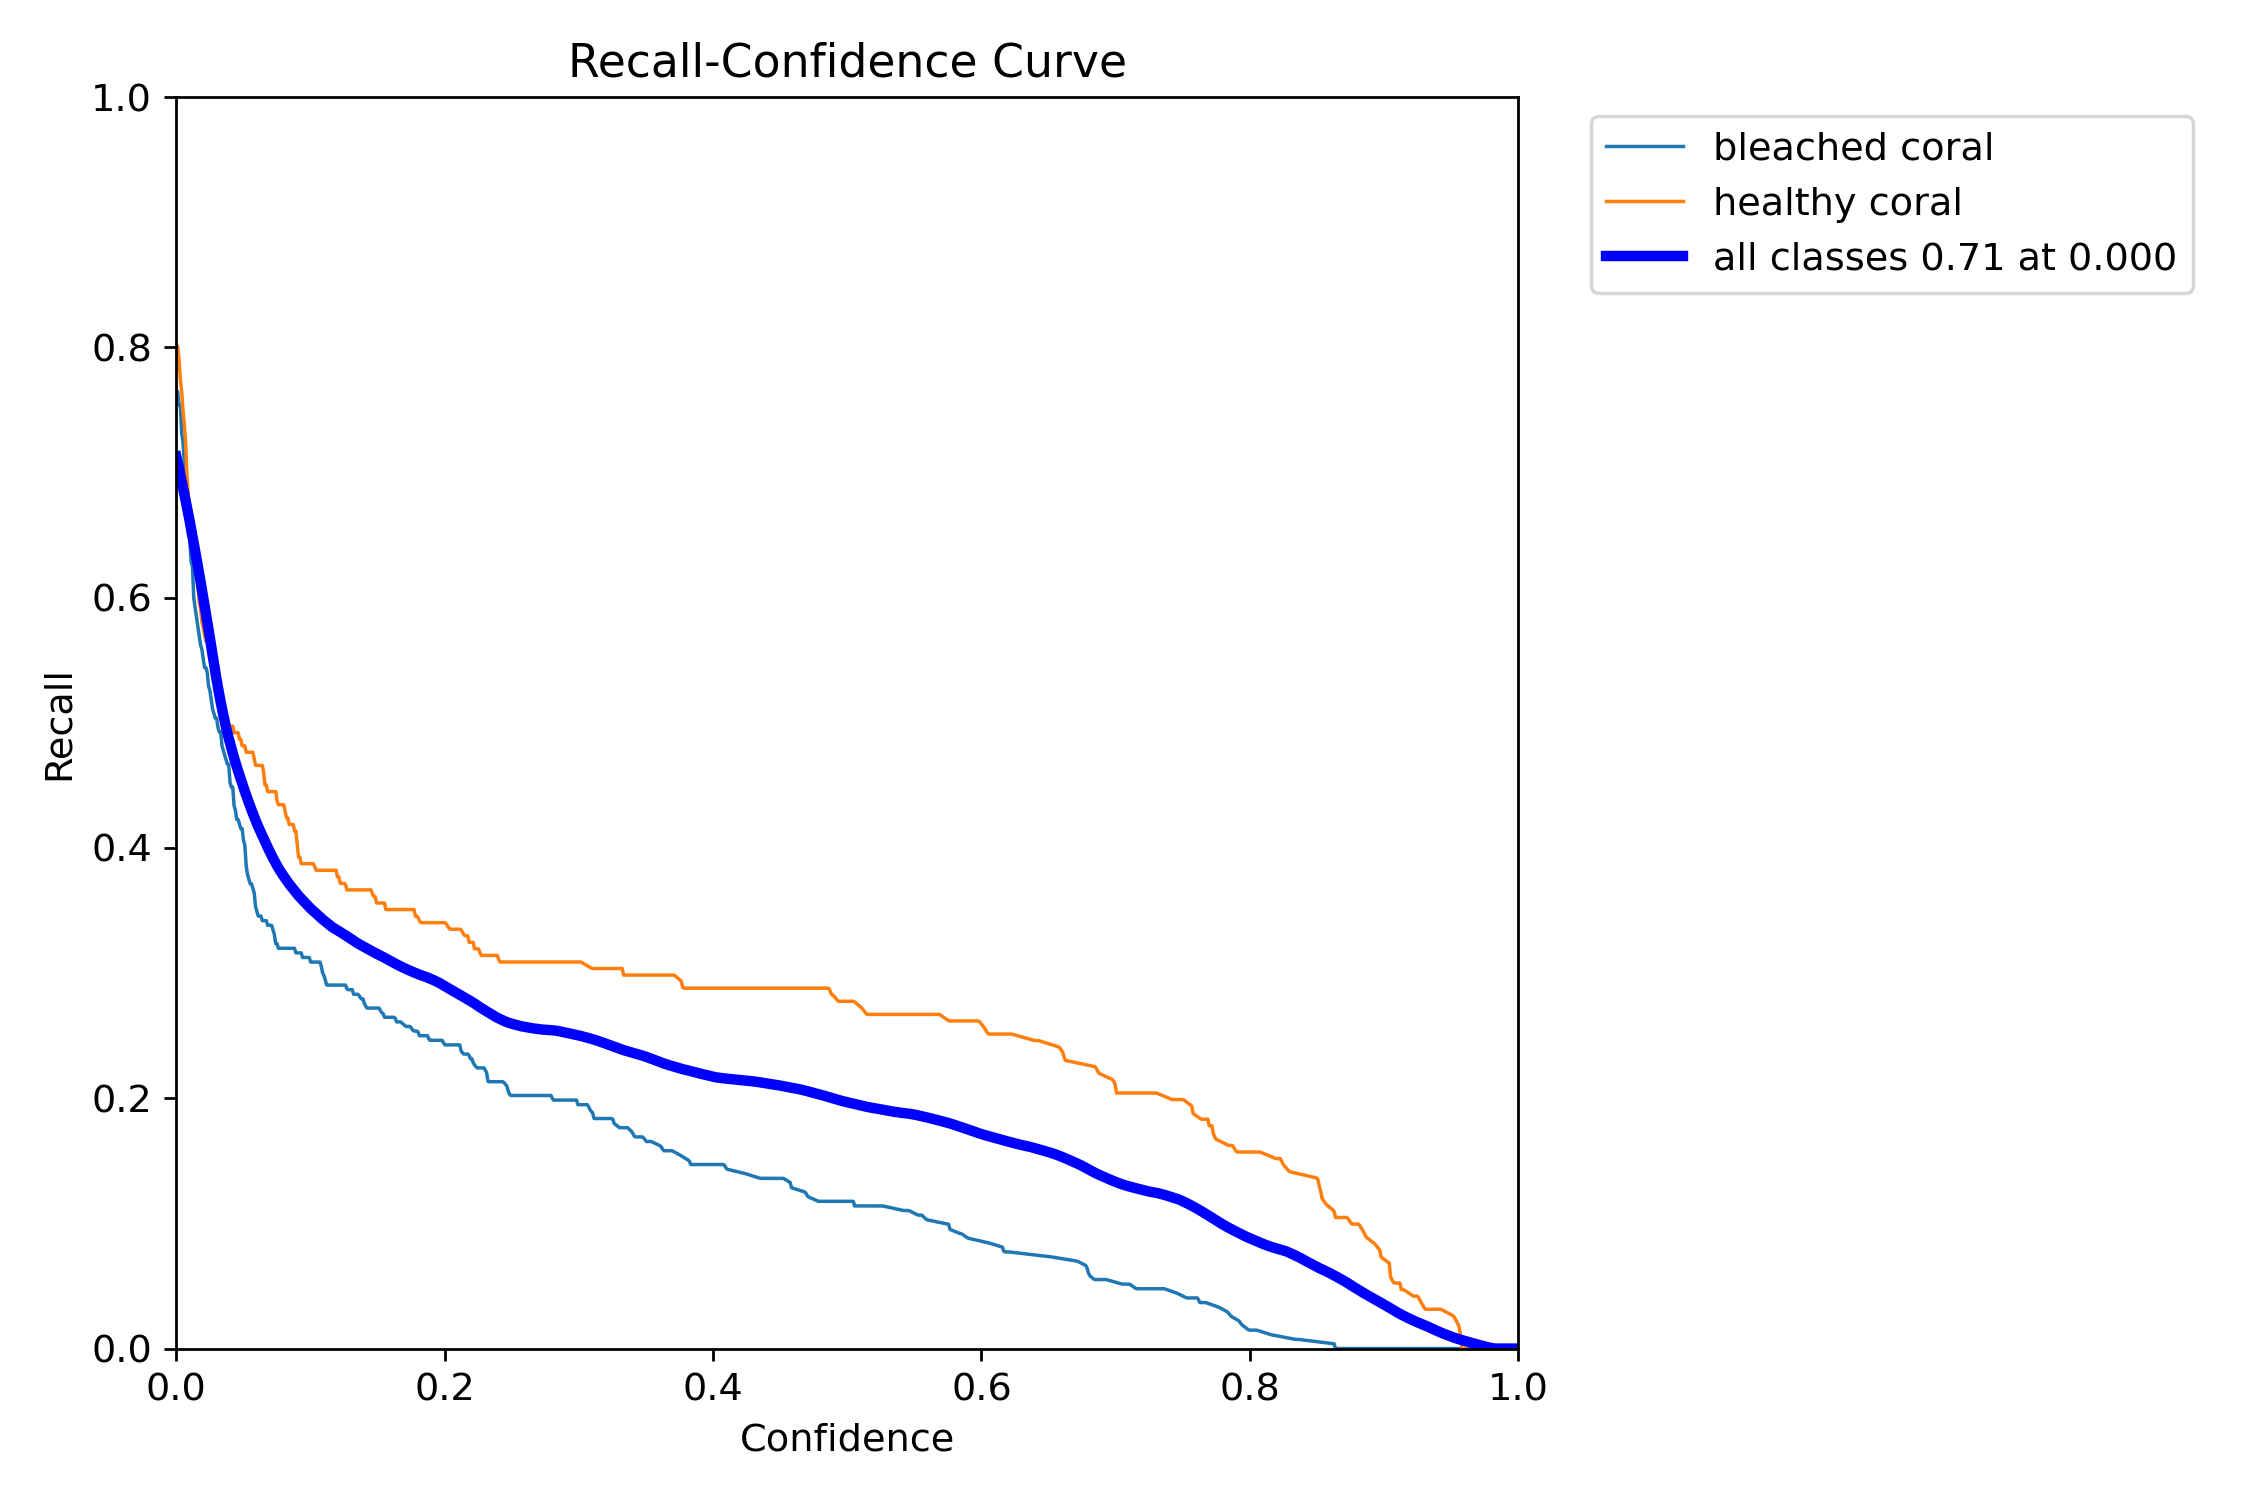 Recall-Confidence Curve
1.0
0.8
0.6
0.4
0.2
0.0
Recall
0.0 0.2 0.4 0.6 0.8 1.0
Confidence
bleached coral
healthy coral
all classes 0.71 at 0.000